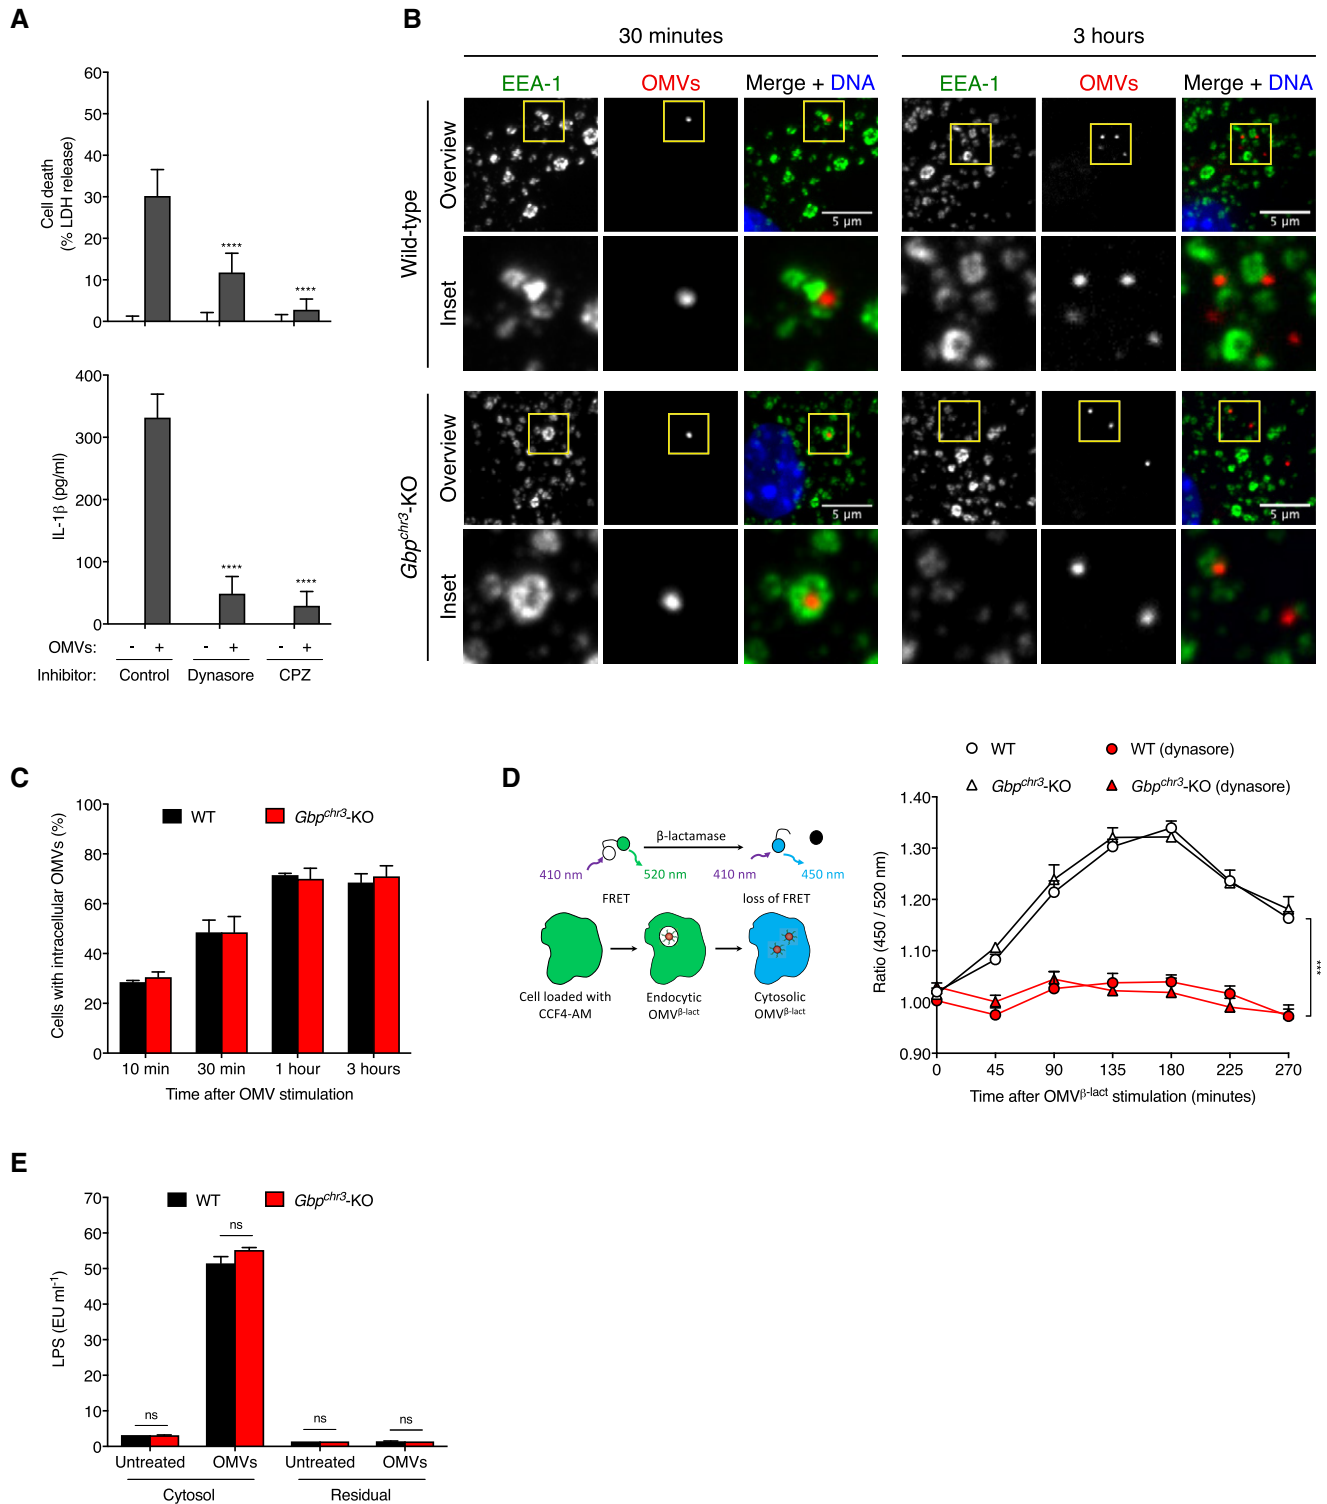 A
60
50
40
30
20
10
0
Cell death
(% LDH release)
****
****
400
300
200
100
0
IL-1β (pg/ml)
****
****
OMVs: - + - + - +
Inhibitor: Control Dynasore CPZ
B
30 minutes 3 hours
EEA-1 OMVs Merge + DNA EEA-1 OMVs Merge + DNA
Wild-type
Overview
5 µm 5 µm
Inset
Gbpchr3-KO
Overview
5 µm 5 µm
Inset
C
WT Gbpchr3-KO
100
80
60
40
20
0
Cells with intracellular OMVs (%)
10 min 30 min 1 hour 3 hours
Time after OMV stimulation
D
β-lactamase
410 nm 520 nm 410 nm 450 nm
FRET loss of FRET
Cell loaded with
CCF4-AM
Endocytic
OMVβ-lact
Cytosolic
OMVβ-lact
WT WT (dynasore)
Gbpchr3-KO Gbpchr3-KO (dynasore)
1.40
1.30
1.20
1.10
1.00
0.90
Ratio (450 / 520 nm)
***
0 45 90 135 180 225 270
Time after OMVβ-lact stimulation (minutes)
E
WT Gbpchr3-KO
70
60
50
40
30
20
10
0
LPS (EU ml-1)
ns
ns
ns
ns
Untreated OMVs Untreated OMVs
Cytosol Residual